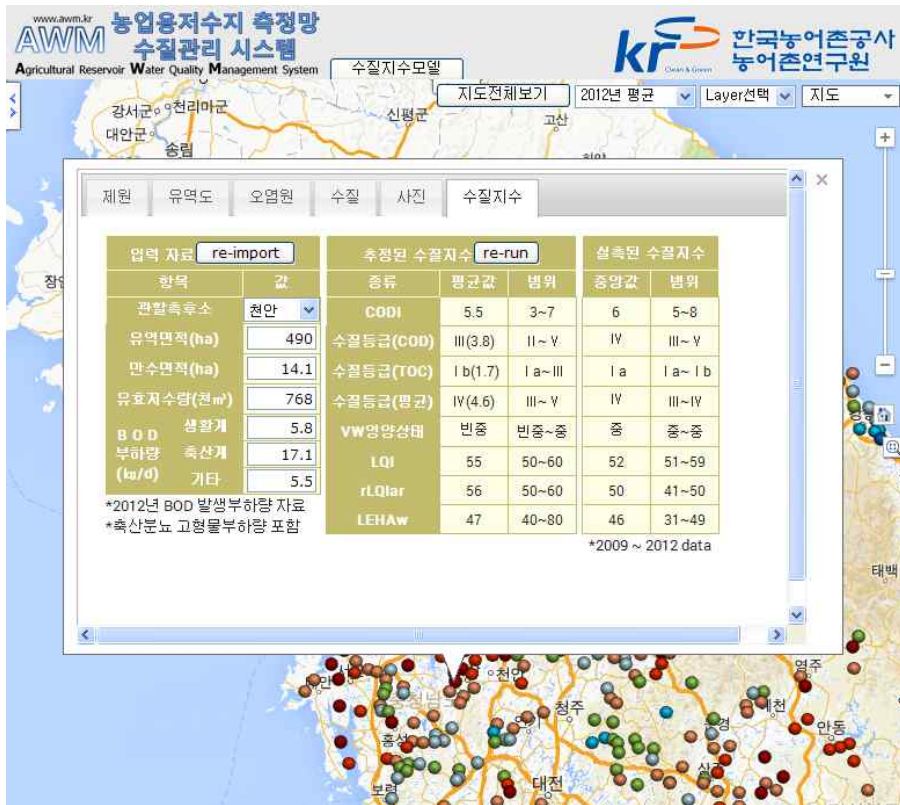 www.awm.kr
AWM 농업용저수지 측정망
수질관리 시스템
Agricultural Reservoir Water Quality Management System
수질지수모델
kr Clean & Green
한국농어촌공사
농어촌연구원
지도전체보기 2012년 평균 Layer선택 지도
강서군 천리마군 신평군 고산
대안군
송림
제원 유역도 오염원 수질 사진 수질지수
입력 자료 re-import 추정된 수질지수 re-run 실측된 수질지수
항목 값 종류 평균값 범위 중앙값 범위
관할측후소 천안 CODI 5.5 3~7 6 5~8
유역면적(ha) 490 수질등급(COD) III(3.8) II~V IV III~V
만수면적(ha) 14.1 수질등급(TOC) Ib(1.7) Ia~III Ia Ia~Ib
유효저수량(천㎥) 768 수질등급(평균) IV(4.6) III~V IV III~IV
BOD 부하량 (kg/d) 생활계 5.8 VW영양상태 빈중 빈중~중 중 중~중
축산계 17.1 LQI 55 50~60 52 51~59
기타 5.5 rLQIar 56 50~60 50 41~50
LEHAw 47 40~80 46 31~49
*2012년 BOD 발생부하량 자료
*축산분뇨 고형물부하량 포함
*2009 ~ 2012 data
태백
영주
천안
충청남도
청주
안동
홍성
보령
대전